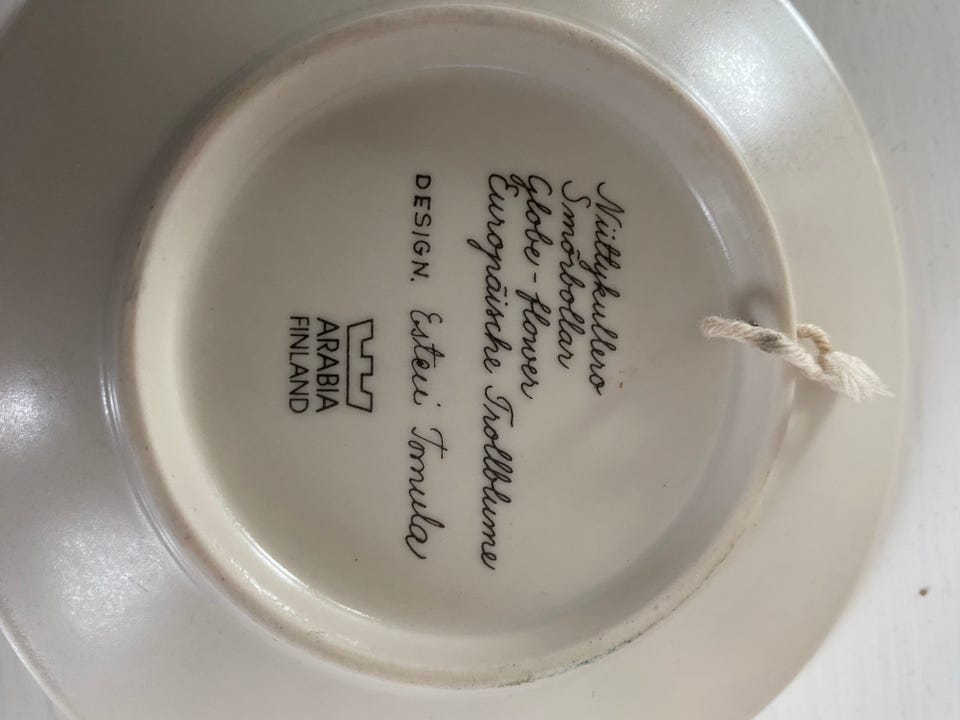 Niittykullero
Smörbollar
Globe-flower
Europäische Trollblume
DESIGN. Esteri Tomula
ARABIA
FINLAND